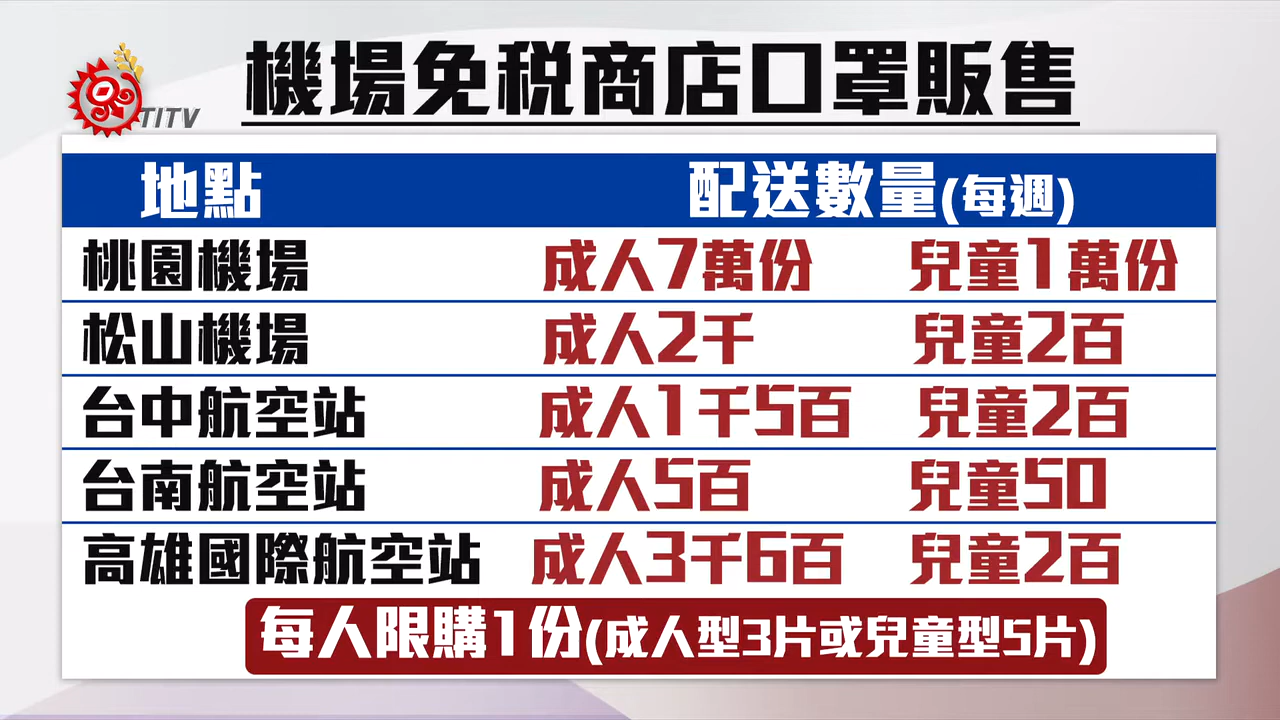 機場免税商店口罩販售
TITV
地點 配送數量(每週)
桃園機場 成人7萬份 兒童1萬份
松山機場 成人2千 兒童2百
台中航空站 成人1千5百 兒童2百
台南航空站 成人5百 兒童50
高雄國際航空站 成人3千6百 兒童2百
每人限購1份(成人型3片或兒童型5片)